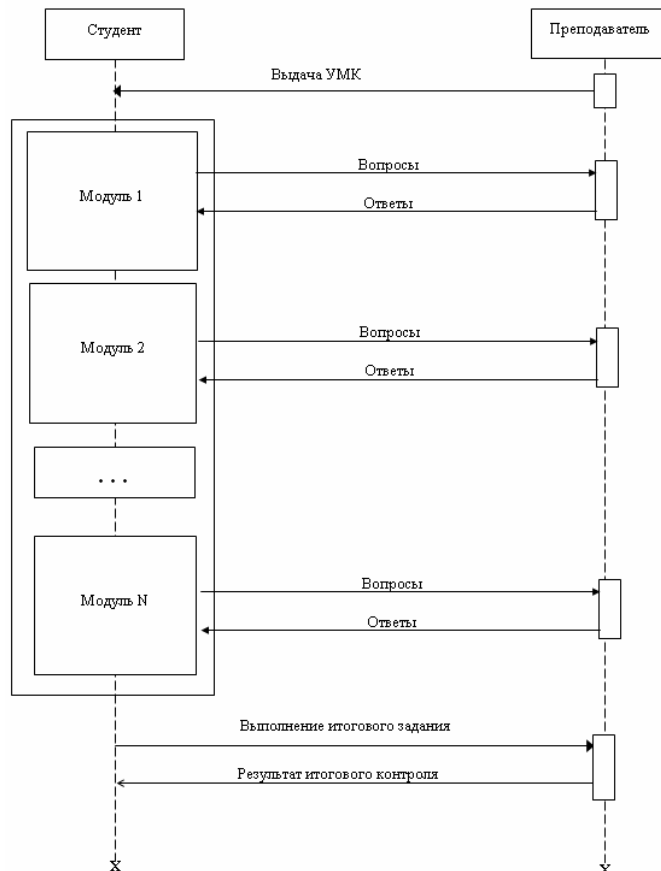 Студент
Преподаватель
Выдача УМК
Модуль 1
Вопросы
Ответы
Модуль 2
Вопросы
Ответы
...
Модуль N
Вопросы
Ответы
Выполнение итогового задания
Результат итогового контроля
X
X